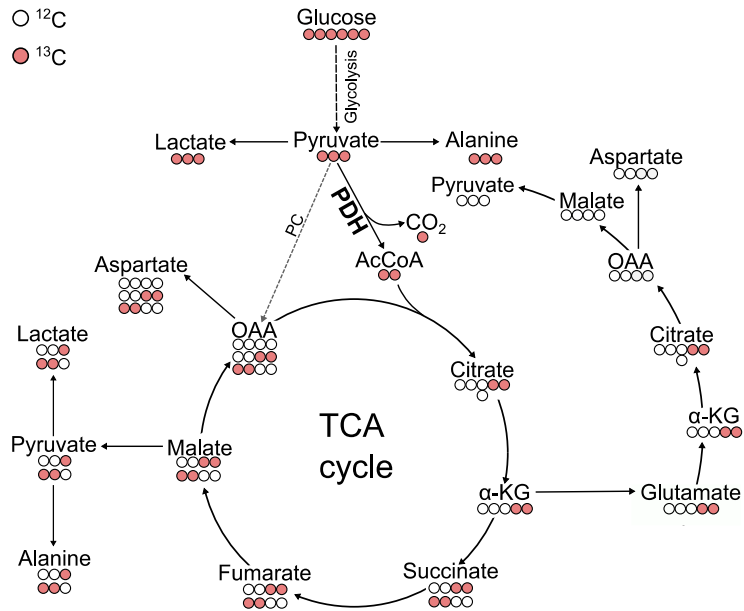 ¹²C
¹³C
Glucose
Glycolysis
Lactate
Pyruvate
Alanine
PC
PDH
CO₂
AcCoA
Aspartate
OAA
Lactate
Pyruvate
Malate
Alanine
Fumarate
Succinate
α-KG
Citrate
TCA
cycle
Glutamate
α-KG
Citrate
OAA
Malate
Pyruvate
Aspartate